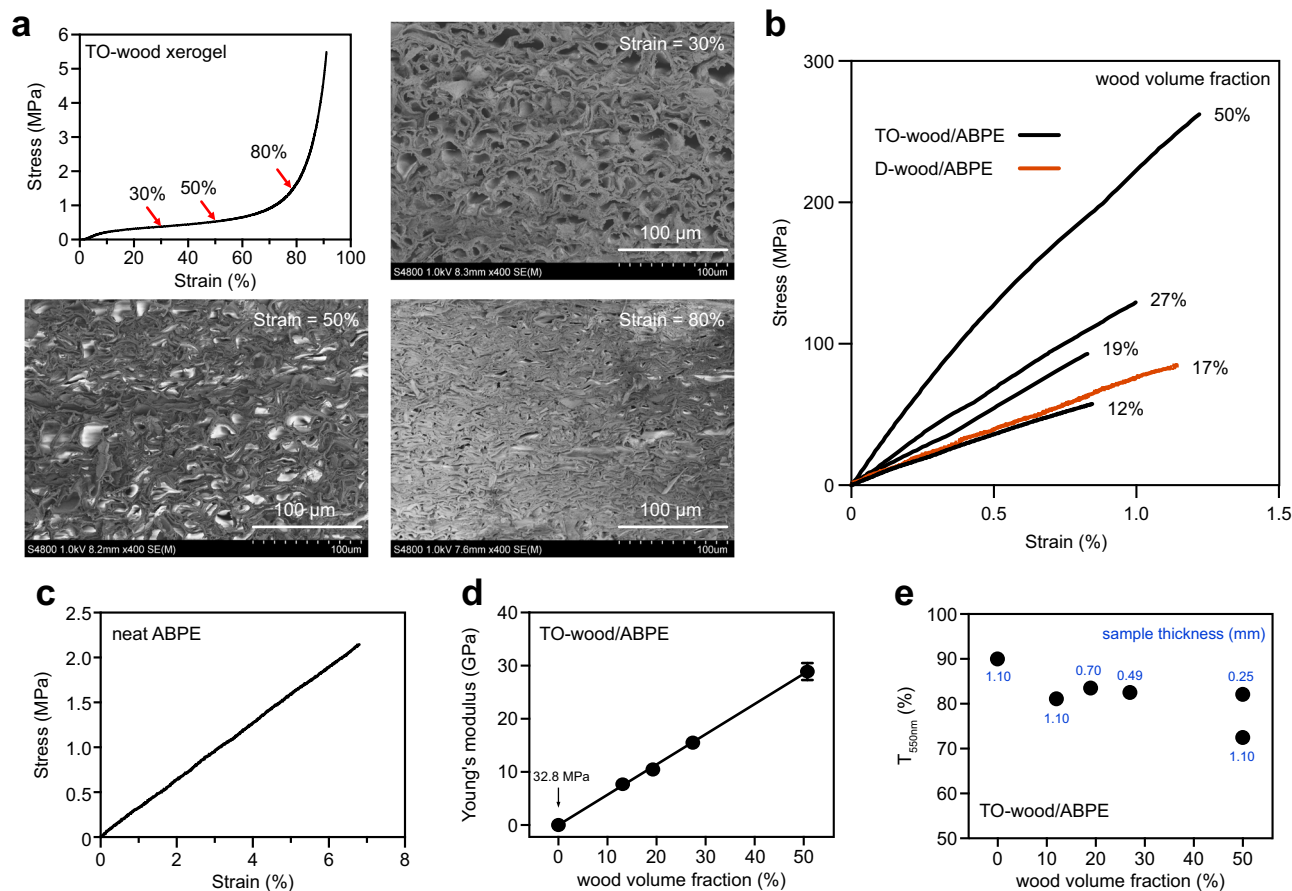 a
TO-wood xerogel
Stress (MPa)
6
5
4
3
2
1
0
30%
50%
80%
0
20
40
60
80
100
Strain (%)
Strain = 30%
100 μm
S4800 1.0kV 8.3mm x400 SE(M)
100um
Strain = 50%
100 μm
S4800 1.0kV 8.2mm x400 SE(M)
100um
Strain = 80%
100 μm
S4800 1.0kV 7.6mm x400 SE(M)
100um
b
Stress (MPa)
300
200
100
0
wood volume fraction
TO-wood/ABPE
D-wood/ABPE
50%
27%
19%
17%
12%
0
0.5
1.0
1.5
Strain (%)
c
neat ABPE
Stress (MPa)
2.5
2.0
1.5
1.0
0.5
0
0
2
4
6
8
Strain (%)
d
TO-wood/ABPE
Young's modulus (GPa)
40
30
20
10
0
32.8 MPa
0
10
20
30
40
50
wood volume fraction (%)
e
sample thickness (mm)
T550nm (%)
100
90
80
70
60
50
1.10
1.10
0.70
0.49
0.25
1.10
TO-wood/ABPE
0
10
20
30
40
50
wood volume fraction (%)